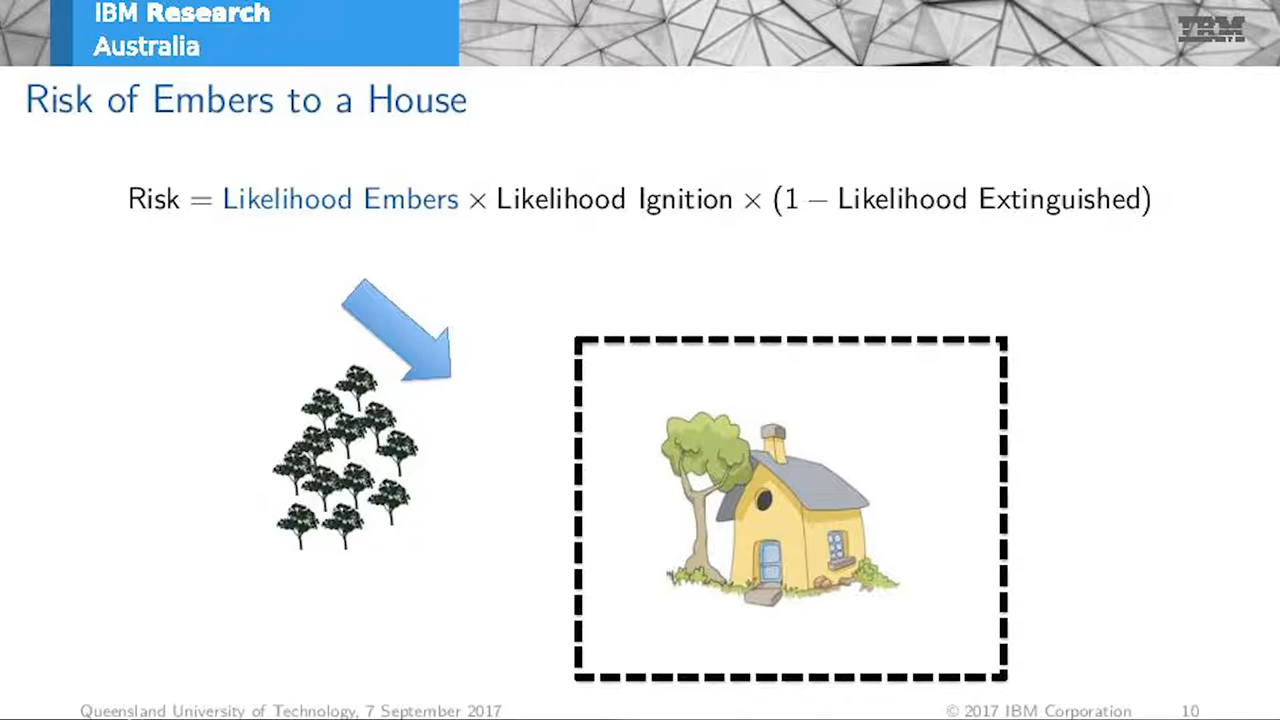 IBM Research
Australia
IBM
Risk of Embers to a House
Risk = Likelihood Embers × Likelihood Ignition × (1 − Likelihood Extinguished)
Queensland University of Technology, 7 September 2017
© 2017 IBM Corporation
10